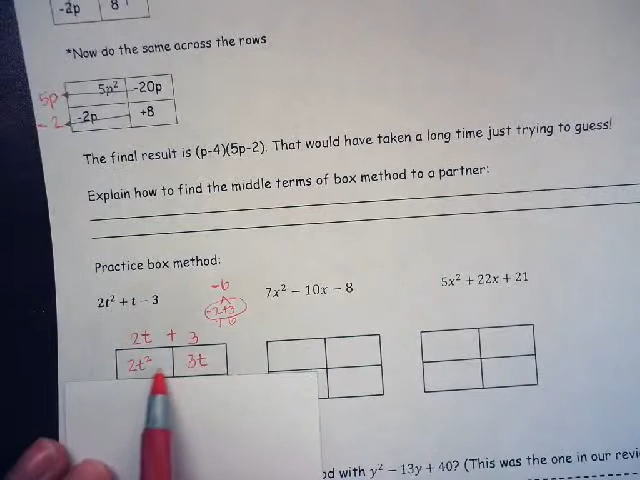 -2p 8
*Now do the same across the rows
5p 5p² -20p
-2 -2p +8
The final result is (p-4)(5p-2). That would have taken a long time just trying to guess!
Explain how to find the middle terms of box method to a partner:
Practice box method:
2t² + t - 3 -6 7x² - 10x - 8 5x² + 22x + 21
-2+3
2t + 3
2t² 3t
with y² - 13y + 40? (This was the one in our